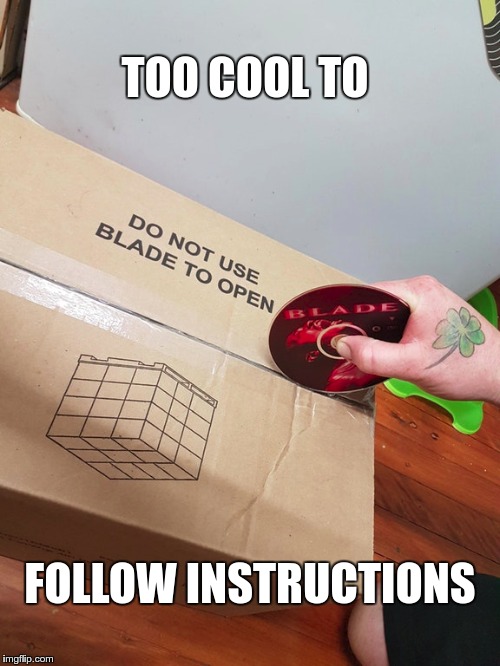 TOO COOL TO
DO NOT USE
BLADE TO OPEN
BLADE
FOLLOW INSTRUCTIONS
imgflip.com